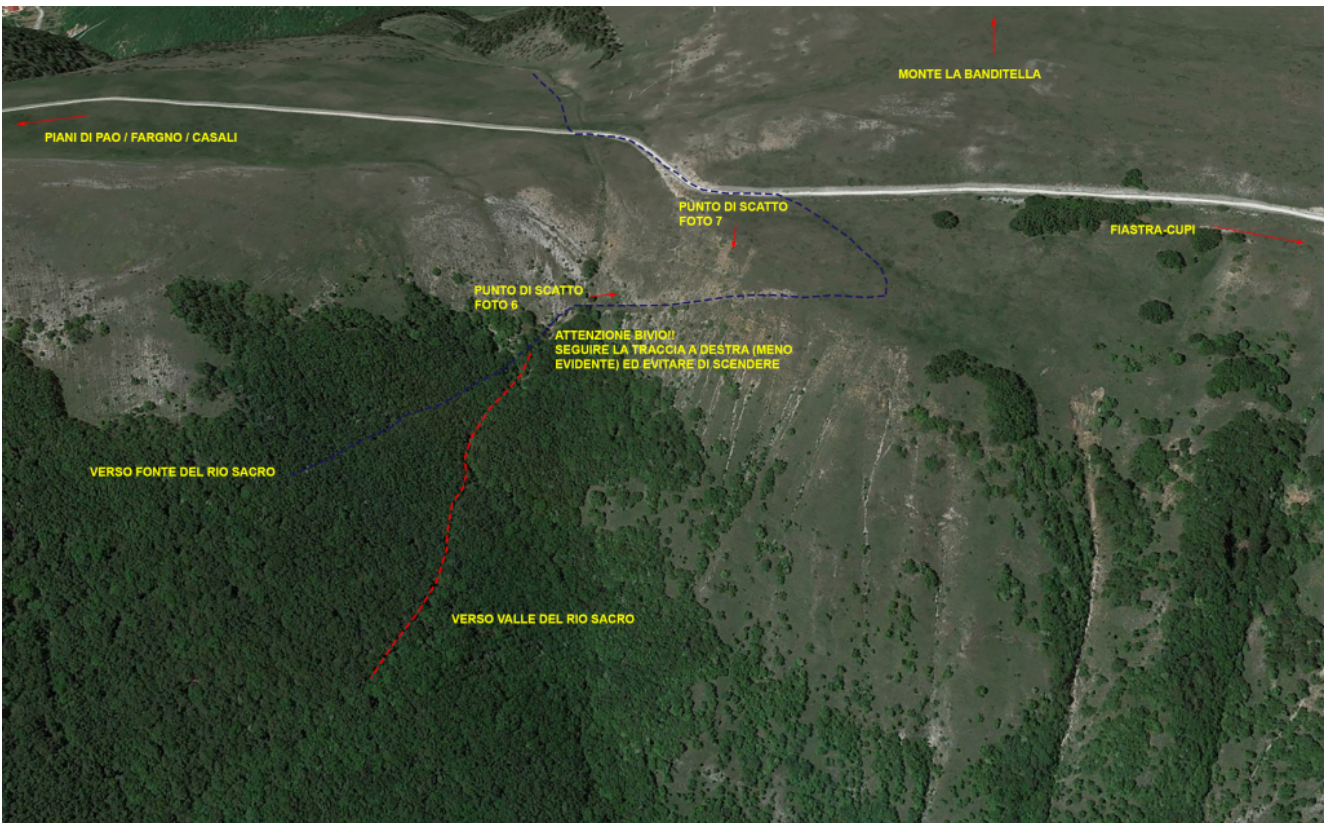 MONTE LA BANDITELLA
PIANI DI PAO / FARGNO / CASALI
PUNTO DI SCATTO
FOTO 7
FIASTRA-CUPI
PUNTO DI SCATTO
FOTO 6
ATTENZIONE BIVIO!!
SEGUIRE LA TRACCIA A DESTRA (MENO
EVIDENTE) ED EVITARE DI SCENDERE
VERSO FONTE DEL RIO SACRO
VERSO VALLE DEL RIO SACRO